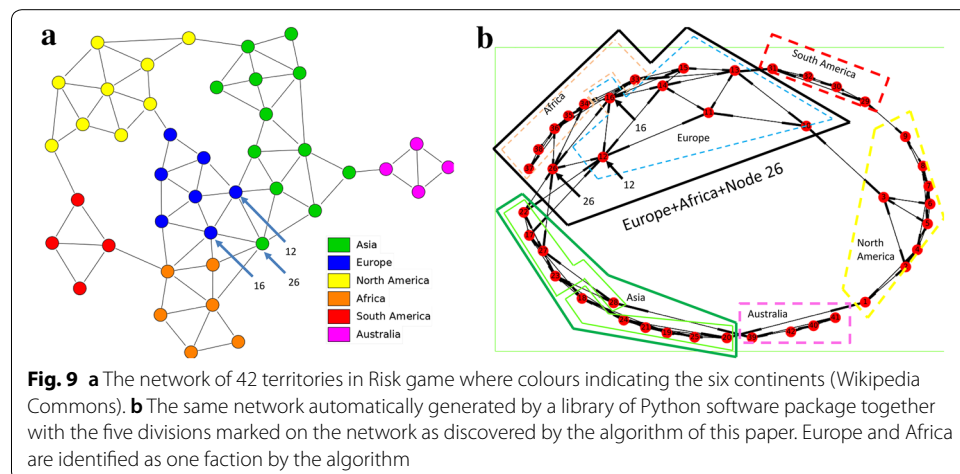 a
12
16
26
Asia
Europe
North America
Africa
South America
Australia
b
South America
Africa
16
Europe
12
26
Europe+Africa+Node 26
North
America
Asia
Australia
Fig. 9 a The network of 42 territories in Risk game where colours indicating the six continents (Wikipedia
Commons). b The same network automatically generated by a library of Python software package together
with the five divisions marked on the network as discovered by the algorithm of this paper. Europe and Africa
are identified as one faction by the algorithm